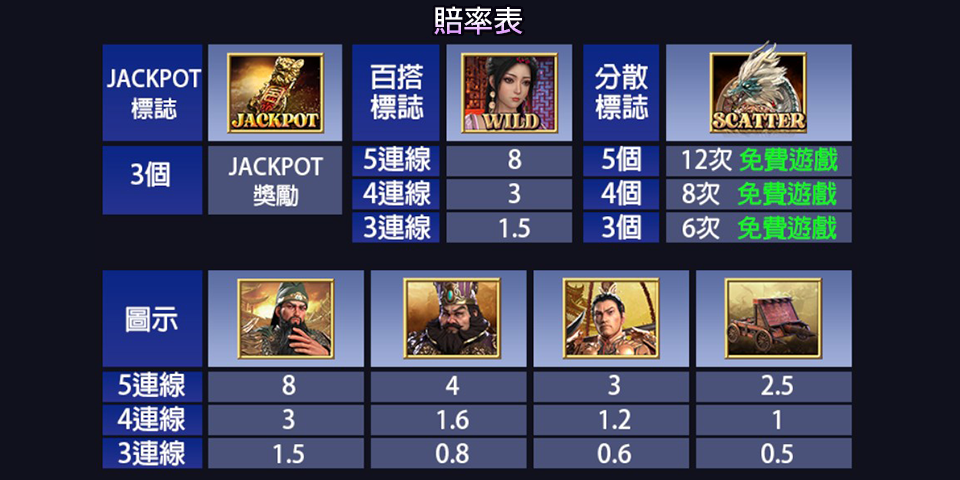 賠率表
JACKPOT
標誌
JACKPOT
百搭
標誌
WILD
分散
標誌
SCATTER
3個
JACKPOT
獎勵
5連線 8
4連線 3
3連線 1.5
5個 12次 免費遊戲
4個 8次 免費遊戲
3個 6次 免費遊戲
圖示
5連線 8 4 3 2.5
4連線 3 1.6 1.2 1
3連線 1.5 0.8 0.6 0.5